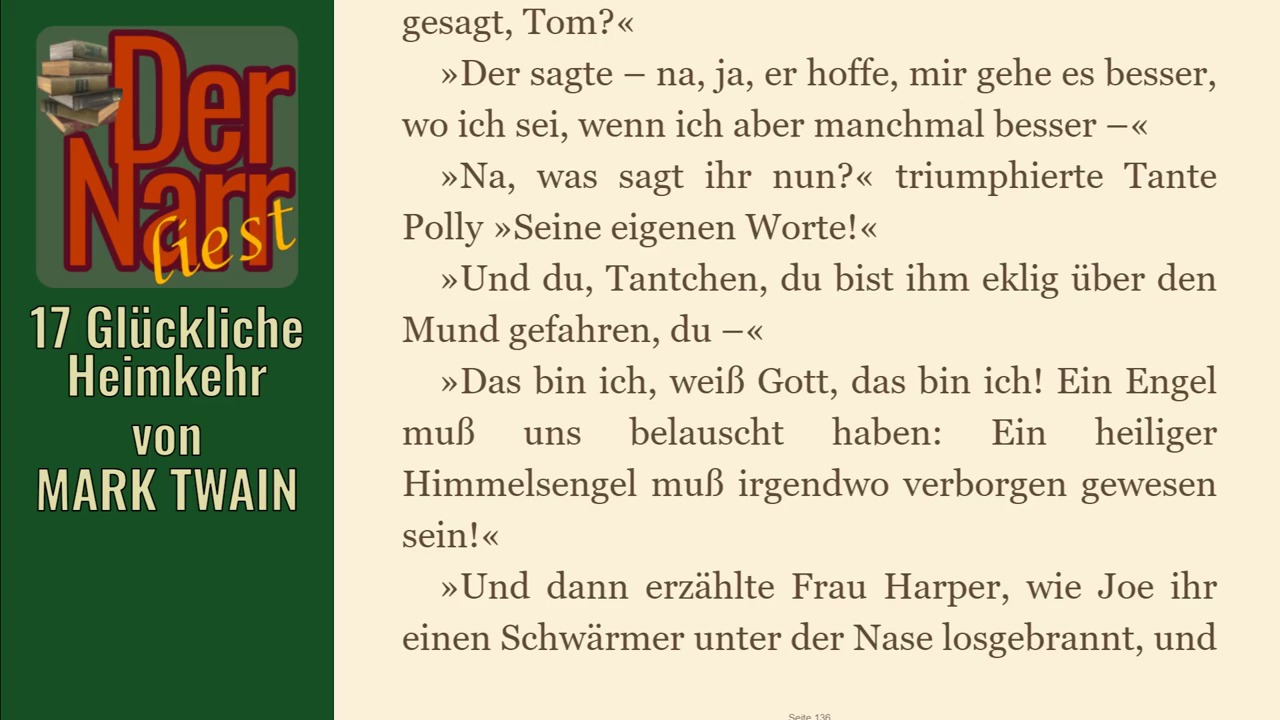 Der
Narr
liest
17 Glückliche
Heimkehr
von
MARK TWAIN
gesagt, Tom?«
»Der sagte – na, ja, er hoffe, mir gehe es besser,
wo ich sei, wenn ich aber manchmal besser –«
»Na, was sagt ihr nun?« triumphierte Tante
Polly »Seine eigenen Worte!«
»Und du, Tantchen, du bist ihm eklig über den
Mund gefahren, du –«
»Das bin ich, weiß Gott, das bin ich! Ein Engel
muß uns belauscht haben: Ein heiliger
Himmelsengel muß irgendwo verborgen gewesen
sein!«
»Und dann erzählte Frau Harper, wie Joe ihr
einen Schwärmer unter der Nase losgebrannt, und
Seite 136